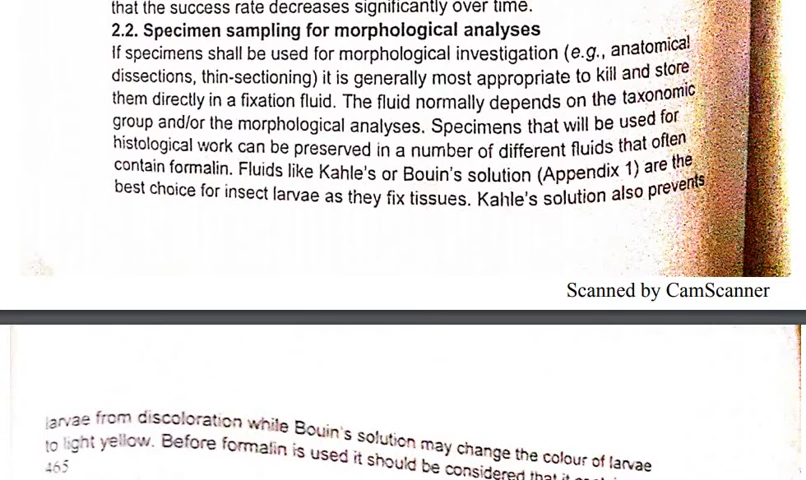 that the success rate decreases significantly over time.
2.2. Specimen sampling for morphological analyses
If specimens shall be used for morphological investigation (e.g., anatomical
dissections, thin-sectioning) it is generally most appropriate to kill and store
them directly in a fixation fluid. The fluid normally depends on the taxonomic
group and/or the morphological analyses. Specimens that will be used for
histological work can be preserved in a number of different fluids that often
contain formalin. Fluids like Kahle's or Bouin's solution (Appendix 1) are the
best choice for insect larvae as they fix tissues. Kahle's solution also prevents
Scanned by CamScanner
larvae from discoloration while Bouin's solution may change the colour of larvae
to light yellow. Before formalin is used it should be considered that it
465